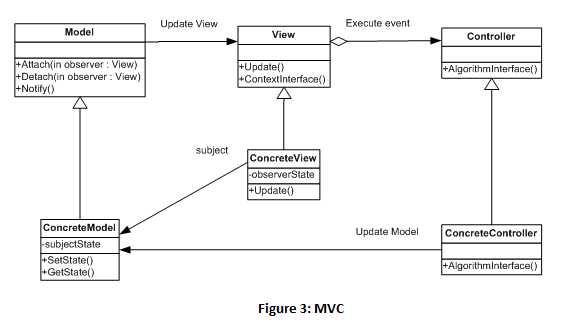 Model
+Attach(in observer : View)
+Detach(in observer : View)
+Notify()
Update View
View
+Update()
+ContextInterface()
Execute event
Controller
+AlgorithmInterface()
subject
ConcreteView
-observerState
+Update()
ConcreteModel
-subjectState
+SetState()
+GetState()
Update Model
ConcreteController
+AlgorithmInterface()
Figure 3: MVC